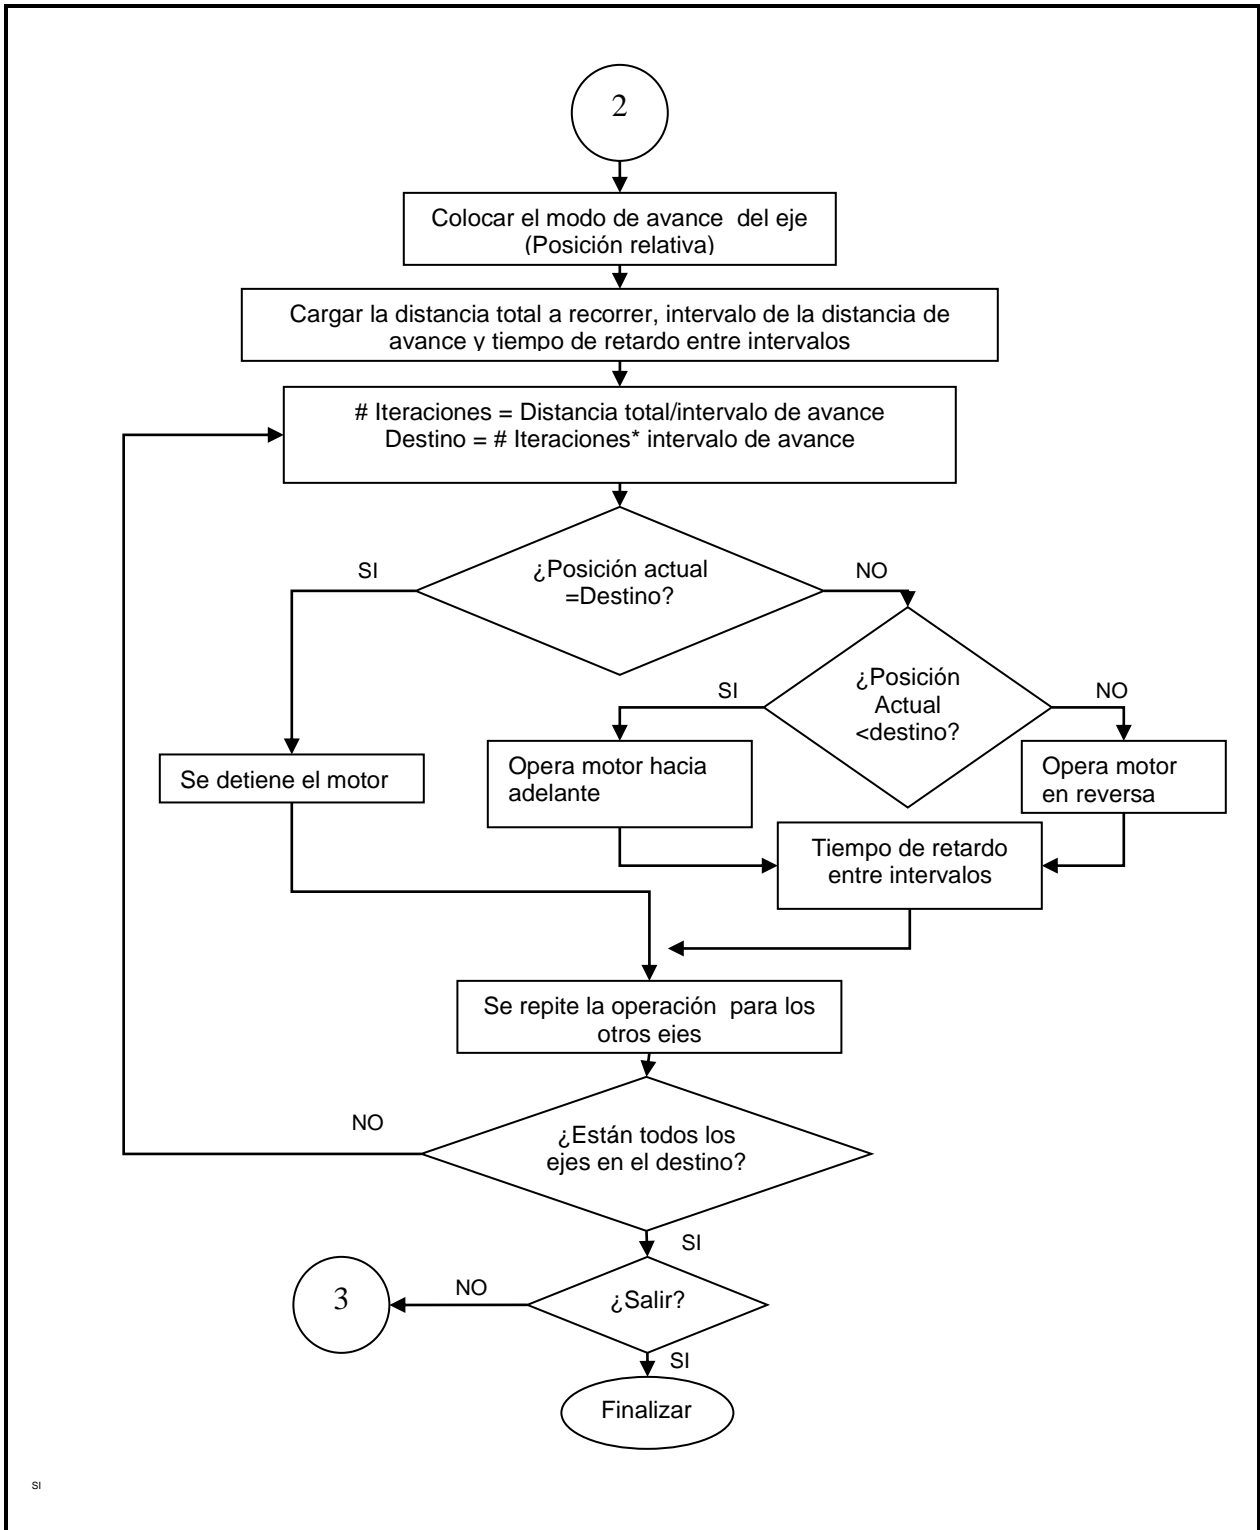 2
Colocar el modo de avance  del eje
(Posición relativa)
Cargar la distancia total a recorrer, intervalo de la distancia de
avance y tiempo de retardo entre intervalos
# Iteraciones = Distancia total/intervalo de avance
Destino = # Iteraciones* intervalo de avance
SI
¿Posición actual
=Destino?
NO
SI
¿Posición
Actual
<destino?
NO
Se detiene el motor
Opera motor hacia
adelante
Opera motor
en reversa
Tiempo de retardo
entre intervalos
Se repite la operación  para los
otros ejes
NO
¿Están todos los
ejes en el destino?
SI
3
NO
¿Salir?
SI
Finalizar
SI